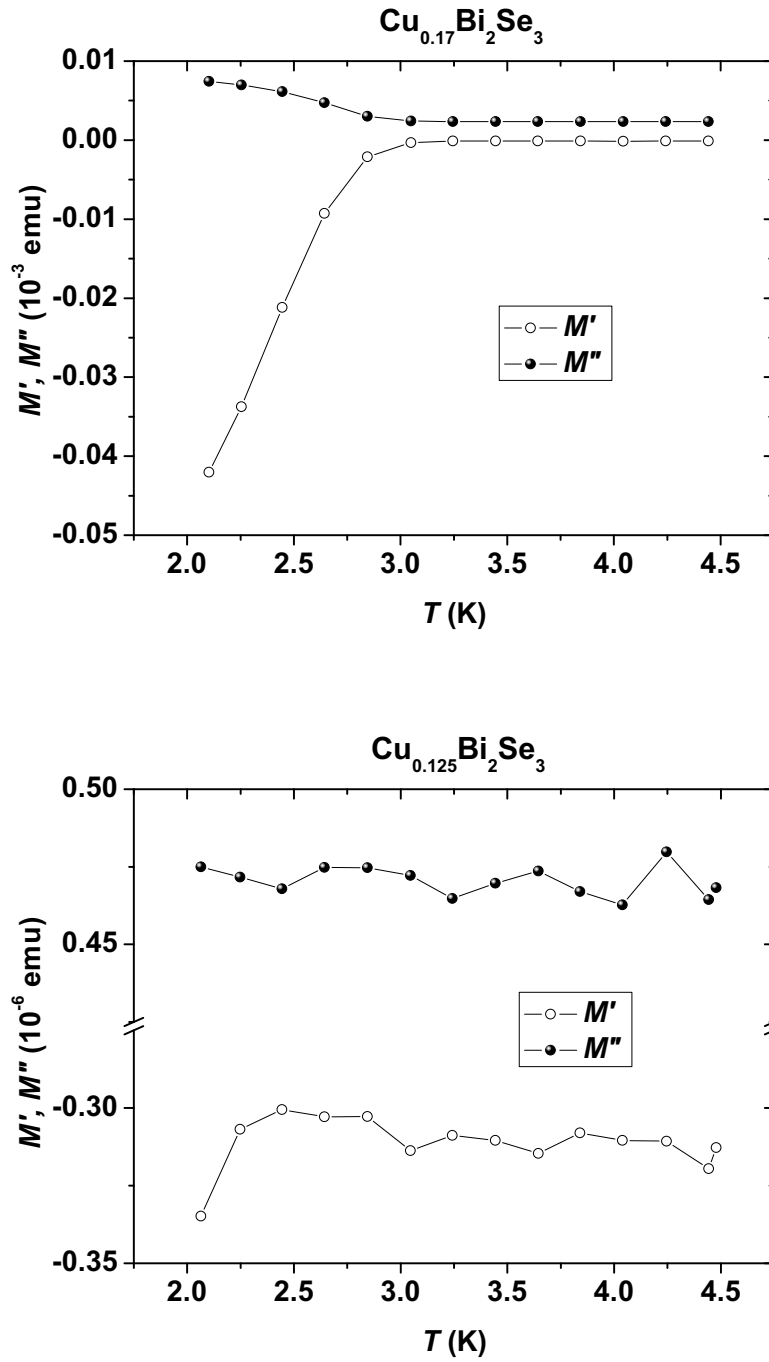 Cu0.17Bi2Se3
0.01
0.00
-0.01
-0.02
-0.03
-0.04
-0.05
M', M'' (10-3 emu)
M'
M''
2.0 2.5 3.0 3.5 4.0 4.5
T (K)
Cu0.125Bi2Se3
0.50
0.45
-0.30
-0.35
M', M'' (10-6 emu)
M'
M''
2.0 2.5 3.0 3.5 4.0 4.5
T (K)